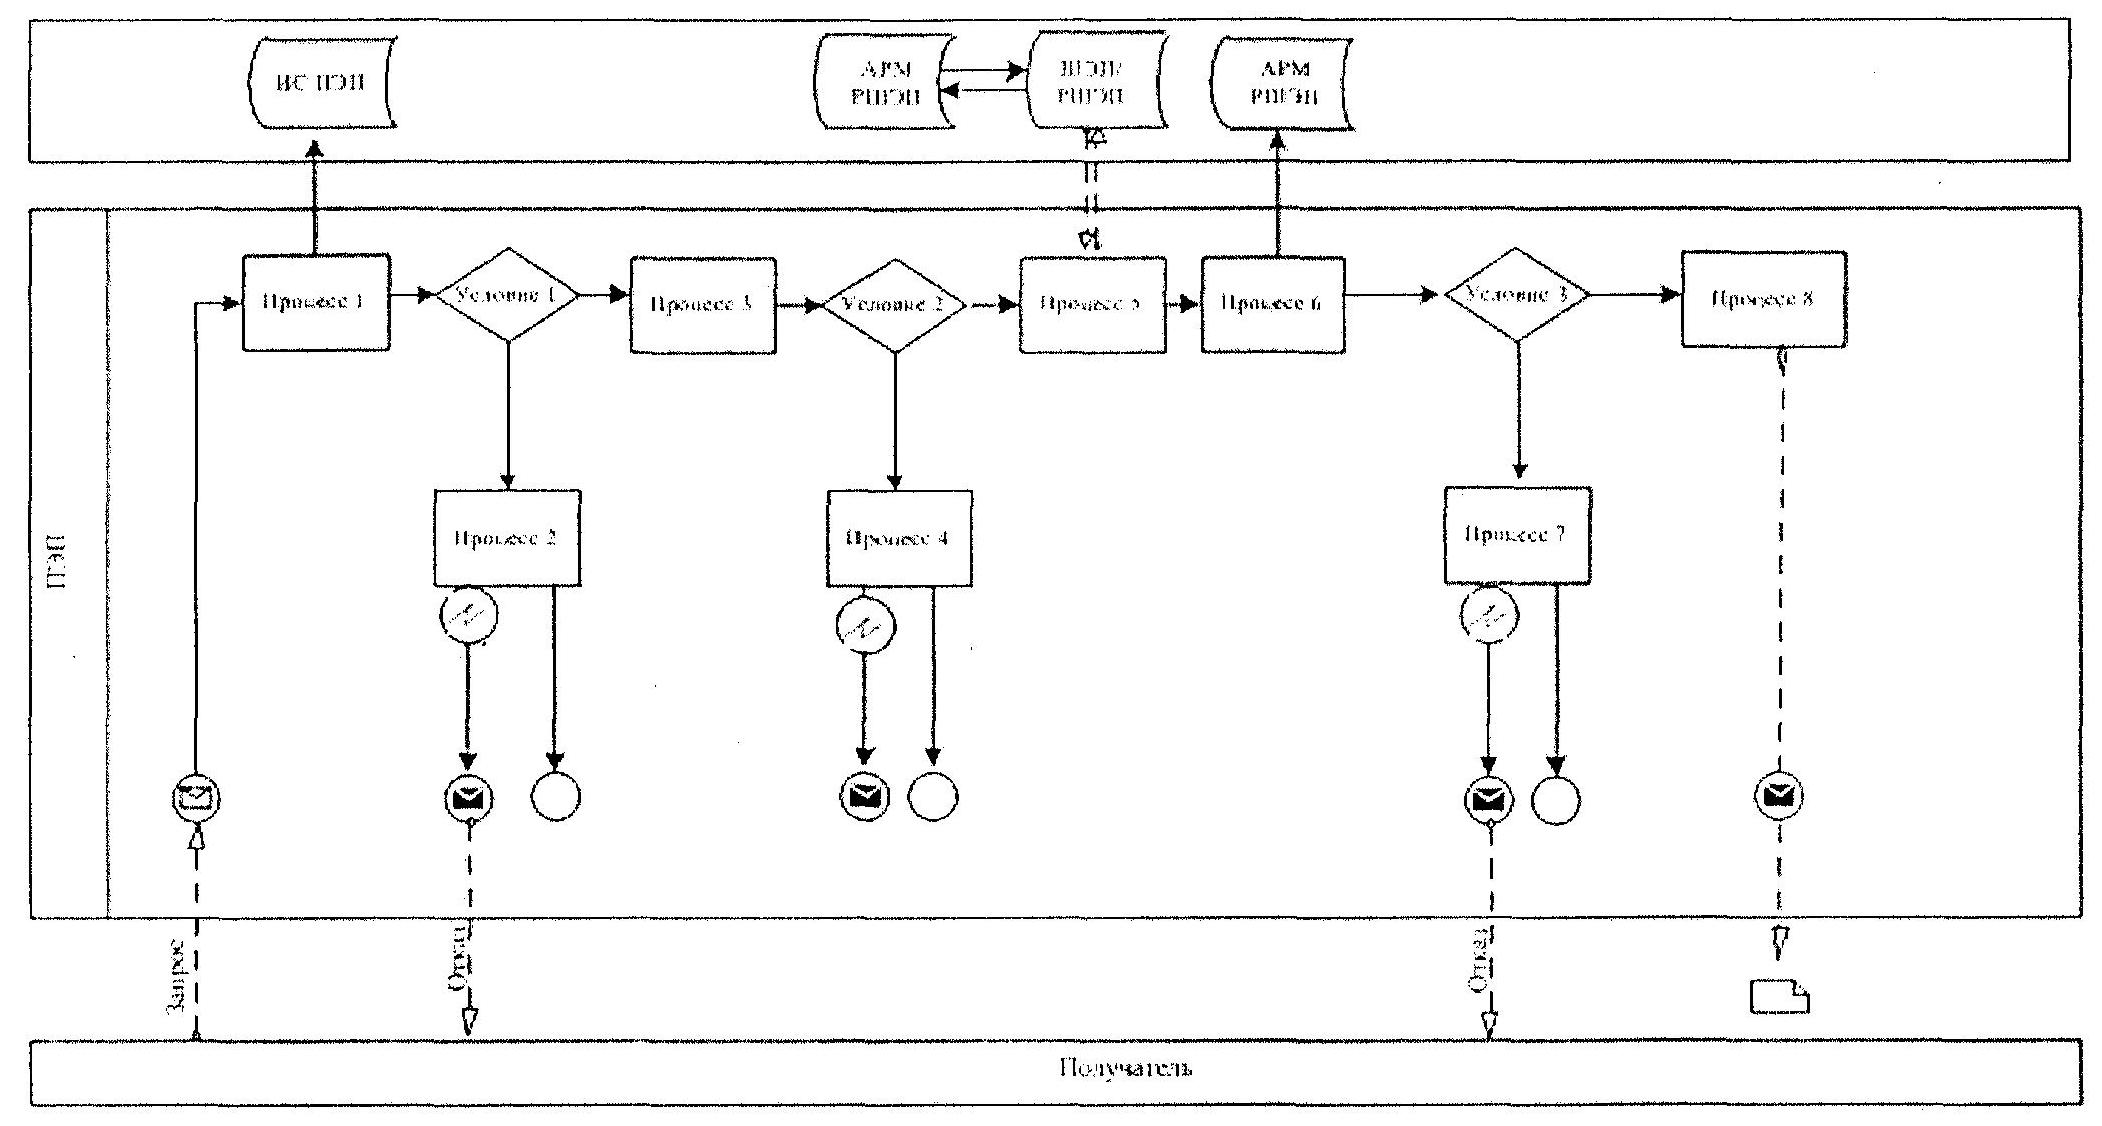 ИС ПЭП
АРМ
РШЭП
ШЭП/
РШЭП
АРМ
РШЭП
Процесс 1
Условие 1
Процесс 3
Условие 2
Процесс 5
Процесс 6
Условие 3
Процесс 8
Процесс 2
Процесс 4
Процесс 7
Запрос
Отказ
Отказ
Получатель